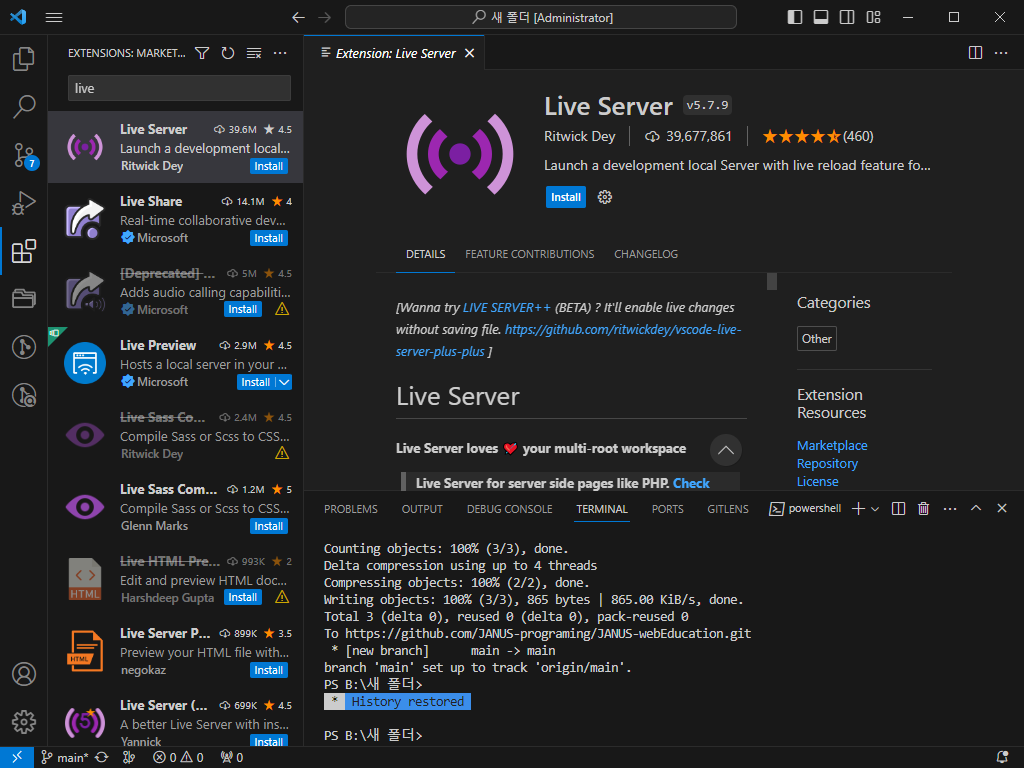 새 폴더 [Administrator]
EXTENSIONS: MARKET...
live
Live Server 39.6M 4.5
Launch a development local...
Ritwick Dey Install
Live Share 14.1M 4
Real-time collaborative dev...
Microsoft Install
[Deprecated] ... 5M 4.5
Adds audio calling capabiliti...
Microsoft Install
Live Preview 2.9M 4.5
Hosts a local server in your ...
Microsoft Install
Live Sass Co... 2.4M 4.5
Compile Sass or Scss to CSS...
Ritwick Dey
Live Sass Com... 1.2M 5
Compile Sass or Scss to CSS...
Glenn Marks Install
Live HTML Pre... 993K 2
Edit and preview HTML doc...
Harshdeep Gupta Install
HTML
Live Server P... 899K 3.5
Preview your HTML file with...
negokaz Install
HTML
Live Server (... 699K 4.5
A better Live Server with ins...
Yannick Install
5
7
Extension: Live Server
Live Server v5.7.9
Ritwick Dey 39,677,861 (460)
Launch a development local Server with live reload feature fo...
Install
DETAILS FEATURE CONTRIBUTIONS CHANGELOG
[Wanna try LIVE SERVER++ (BETA) ? It'll enable live changes
without saving file. https://github.com/ritwickdey/vscode-live-
server-plus-plus ]
Live Server
Live Server loves 💓 your multi-root workspace
Live Server for server side pages like PHP. Check
Categories
Other
Extension
Resources
Marketplace
Repository
License
PROBLEMS OUTPUT DEBUG CONSOLE TERMINAL PORTS GITLENS powershell
Counting objects: 100% (3/3), done.
Delta compression using up to 4 threads
Compressing objects: 100% (2/2), done.
Writing objects: 100% (3/3), 865 bytes | 865.00 KiB/s, done.
Total 3 (delta 0), reused 0 (delta 0), pack-reused 0
To https://github.com/JANUS-programing/JANUS-webEducation.git
* [new branch] main -> main
branch 'main' set up to track 'origin/main'.
PS B:\새 폴더>
* History restored
PS B:\새 폴더>
main* 0 0 0